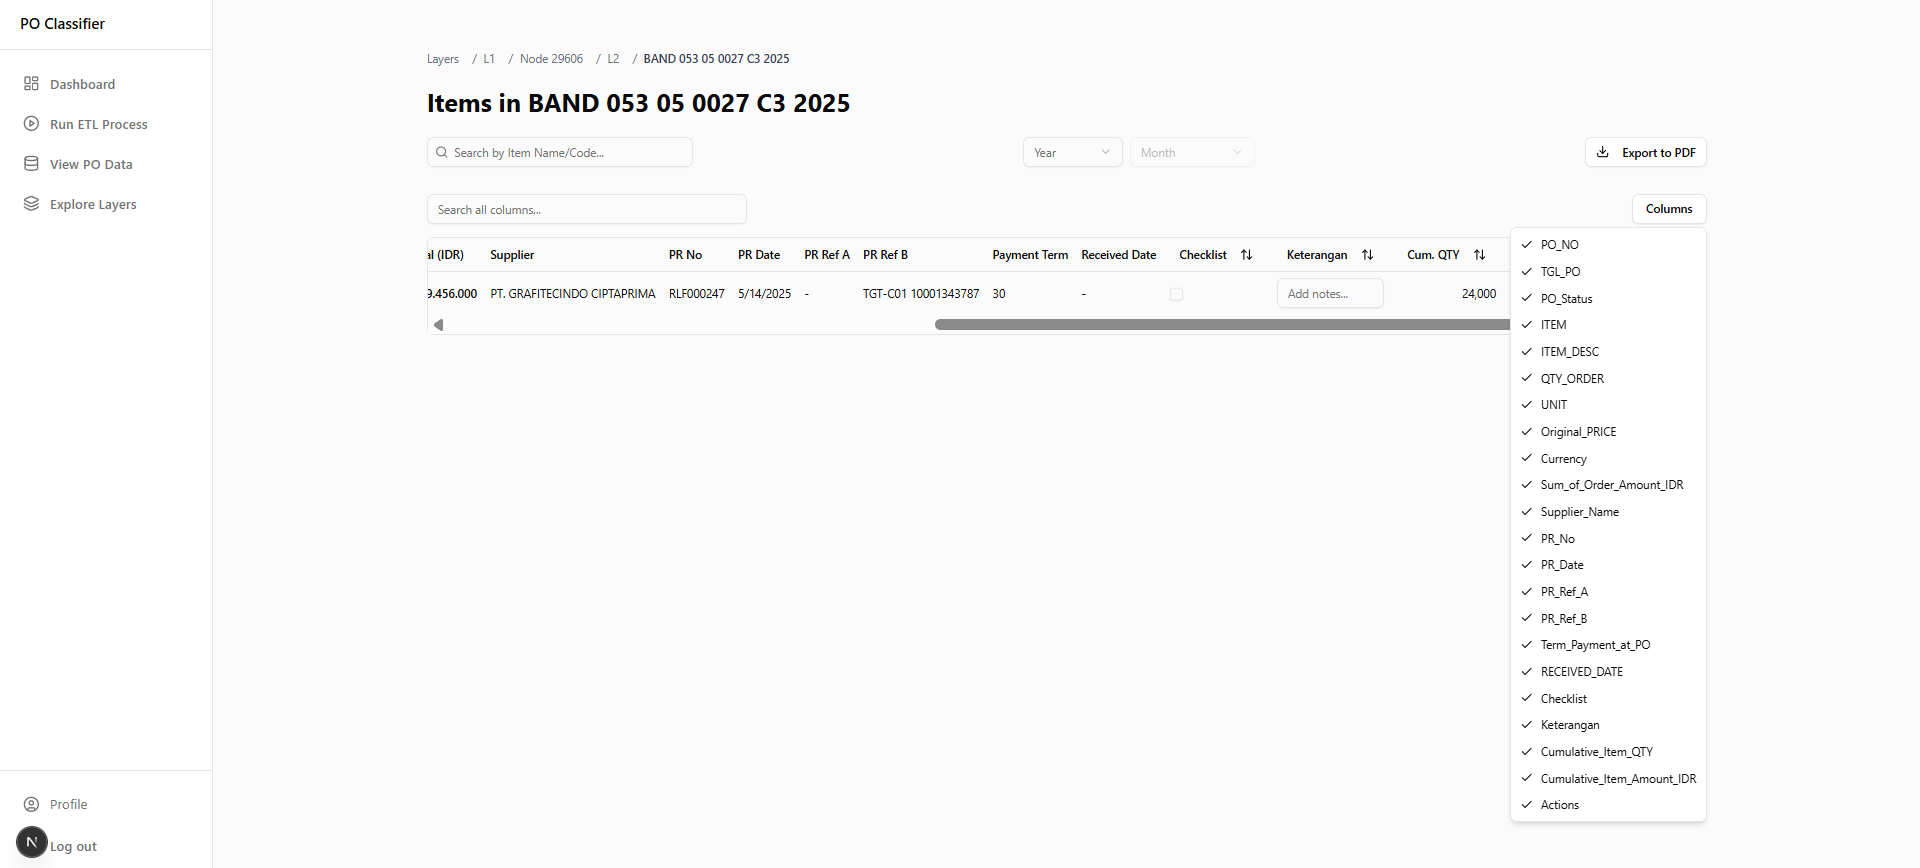 PO Classifier
Dashboard
Run ETL Process
View PO Data
Explore Layers
Profile
N
Log out
Layers / L1 / Node 29606 / L2 / BAND 053 05 0027 C3 2025
Items in BAND 053 05 0027 C3 2025
Search by Item Name/Code... Year Month Export to PDF
Search all columns... Columns
al (IDR) Supplier PR No PR Date PR Ref A PR Ref B Payment Term Received Date Checklist Keterangan Cum. QTY
9.456.000 PT. GRAFITECINDO CIPTAPRIMA RLF000247 5/14/2025 - TGT-C01 10001343787 30 - Add notes... 24,000
PO_NO
TGL_PO
PO_Status
ITEM
ITEM_DESC
QTY_ORDER
UNIT
Original_PRICE
Currency
Sum_of_Order_Amount_IDR
Supplier_Name
PR_No
PR_Date
PR_Ref_A
PR_Ref_B
Term_Payment_at_PO
RECEIVED_DATE
Checklist
Keterangan
Cumulative_Item_QTY
Cumulative_Item_Amount_IDR
Actions